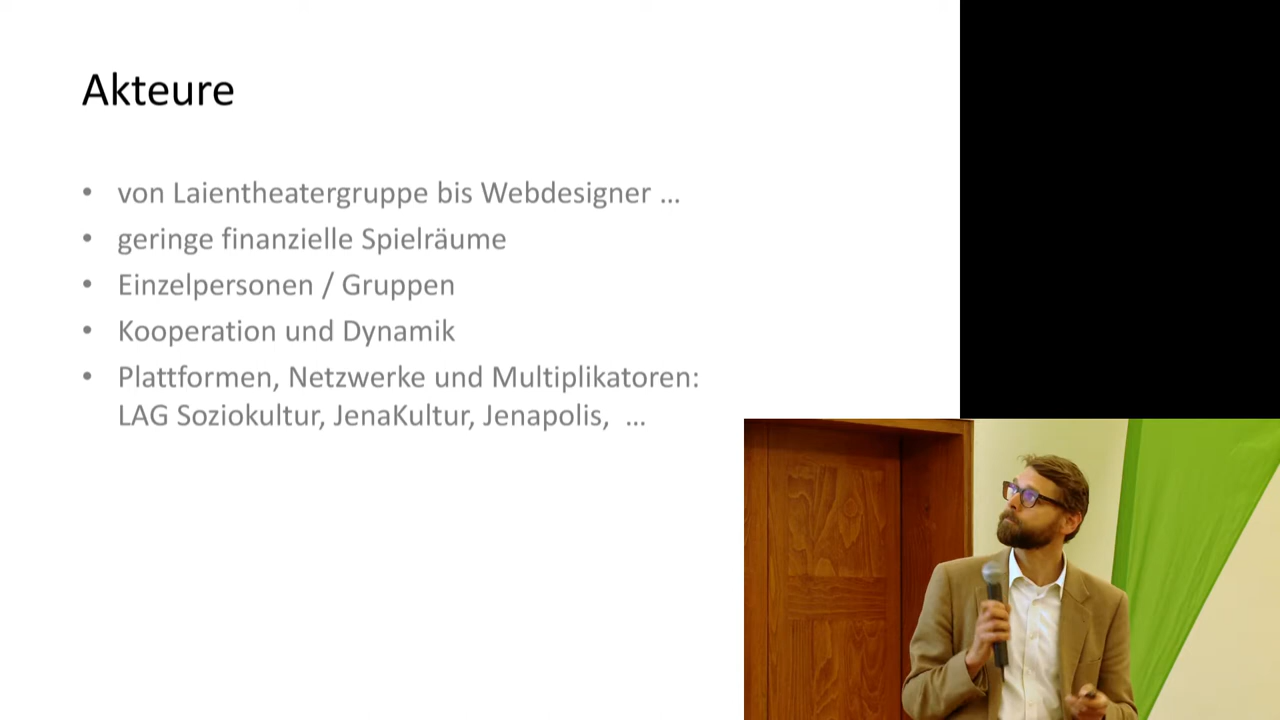 Akteure
• von Laientheatergruppe bis Webdesigner ...
• geringe finanzielle Spielräume
• Einzelpersonen / Gruppen
• Kooperation und Dynamik
• Plattformen, Netzwerke und Multiplikatoren:
LAG Soziokultur, JenaKultur, Jenapolis, ...